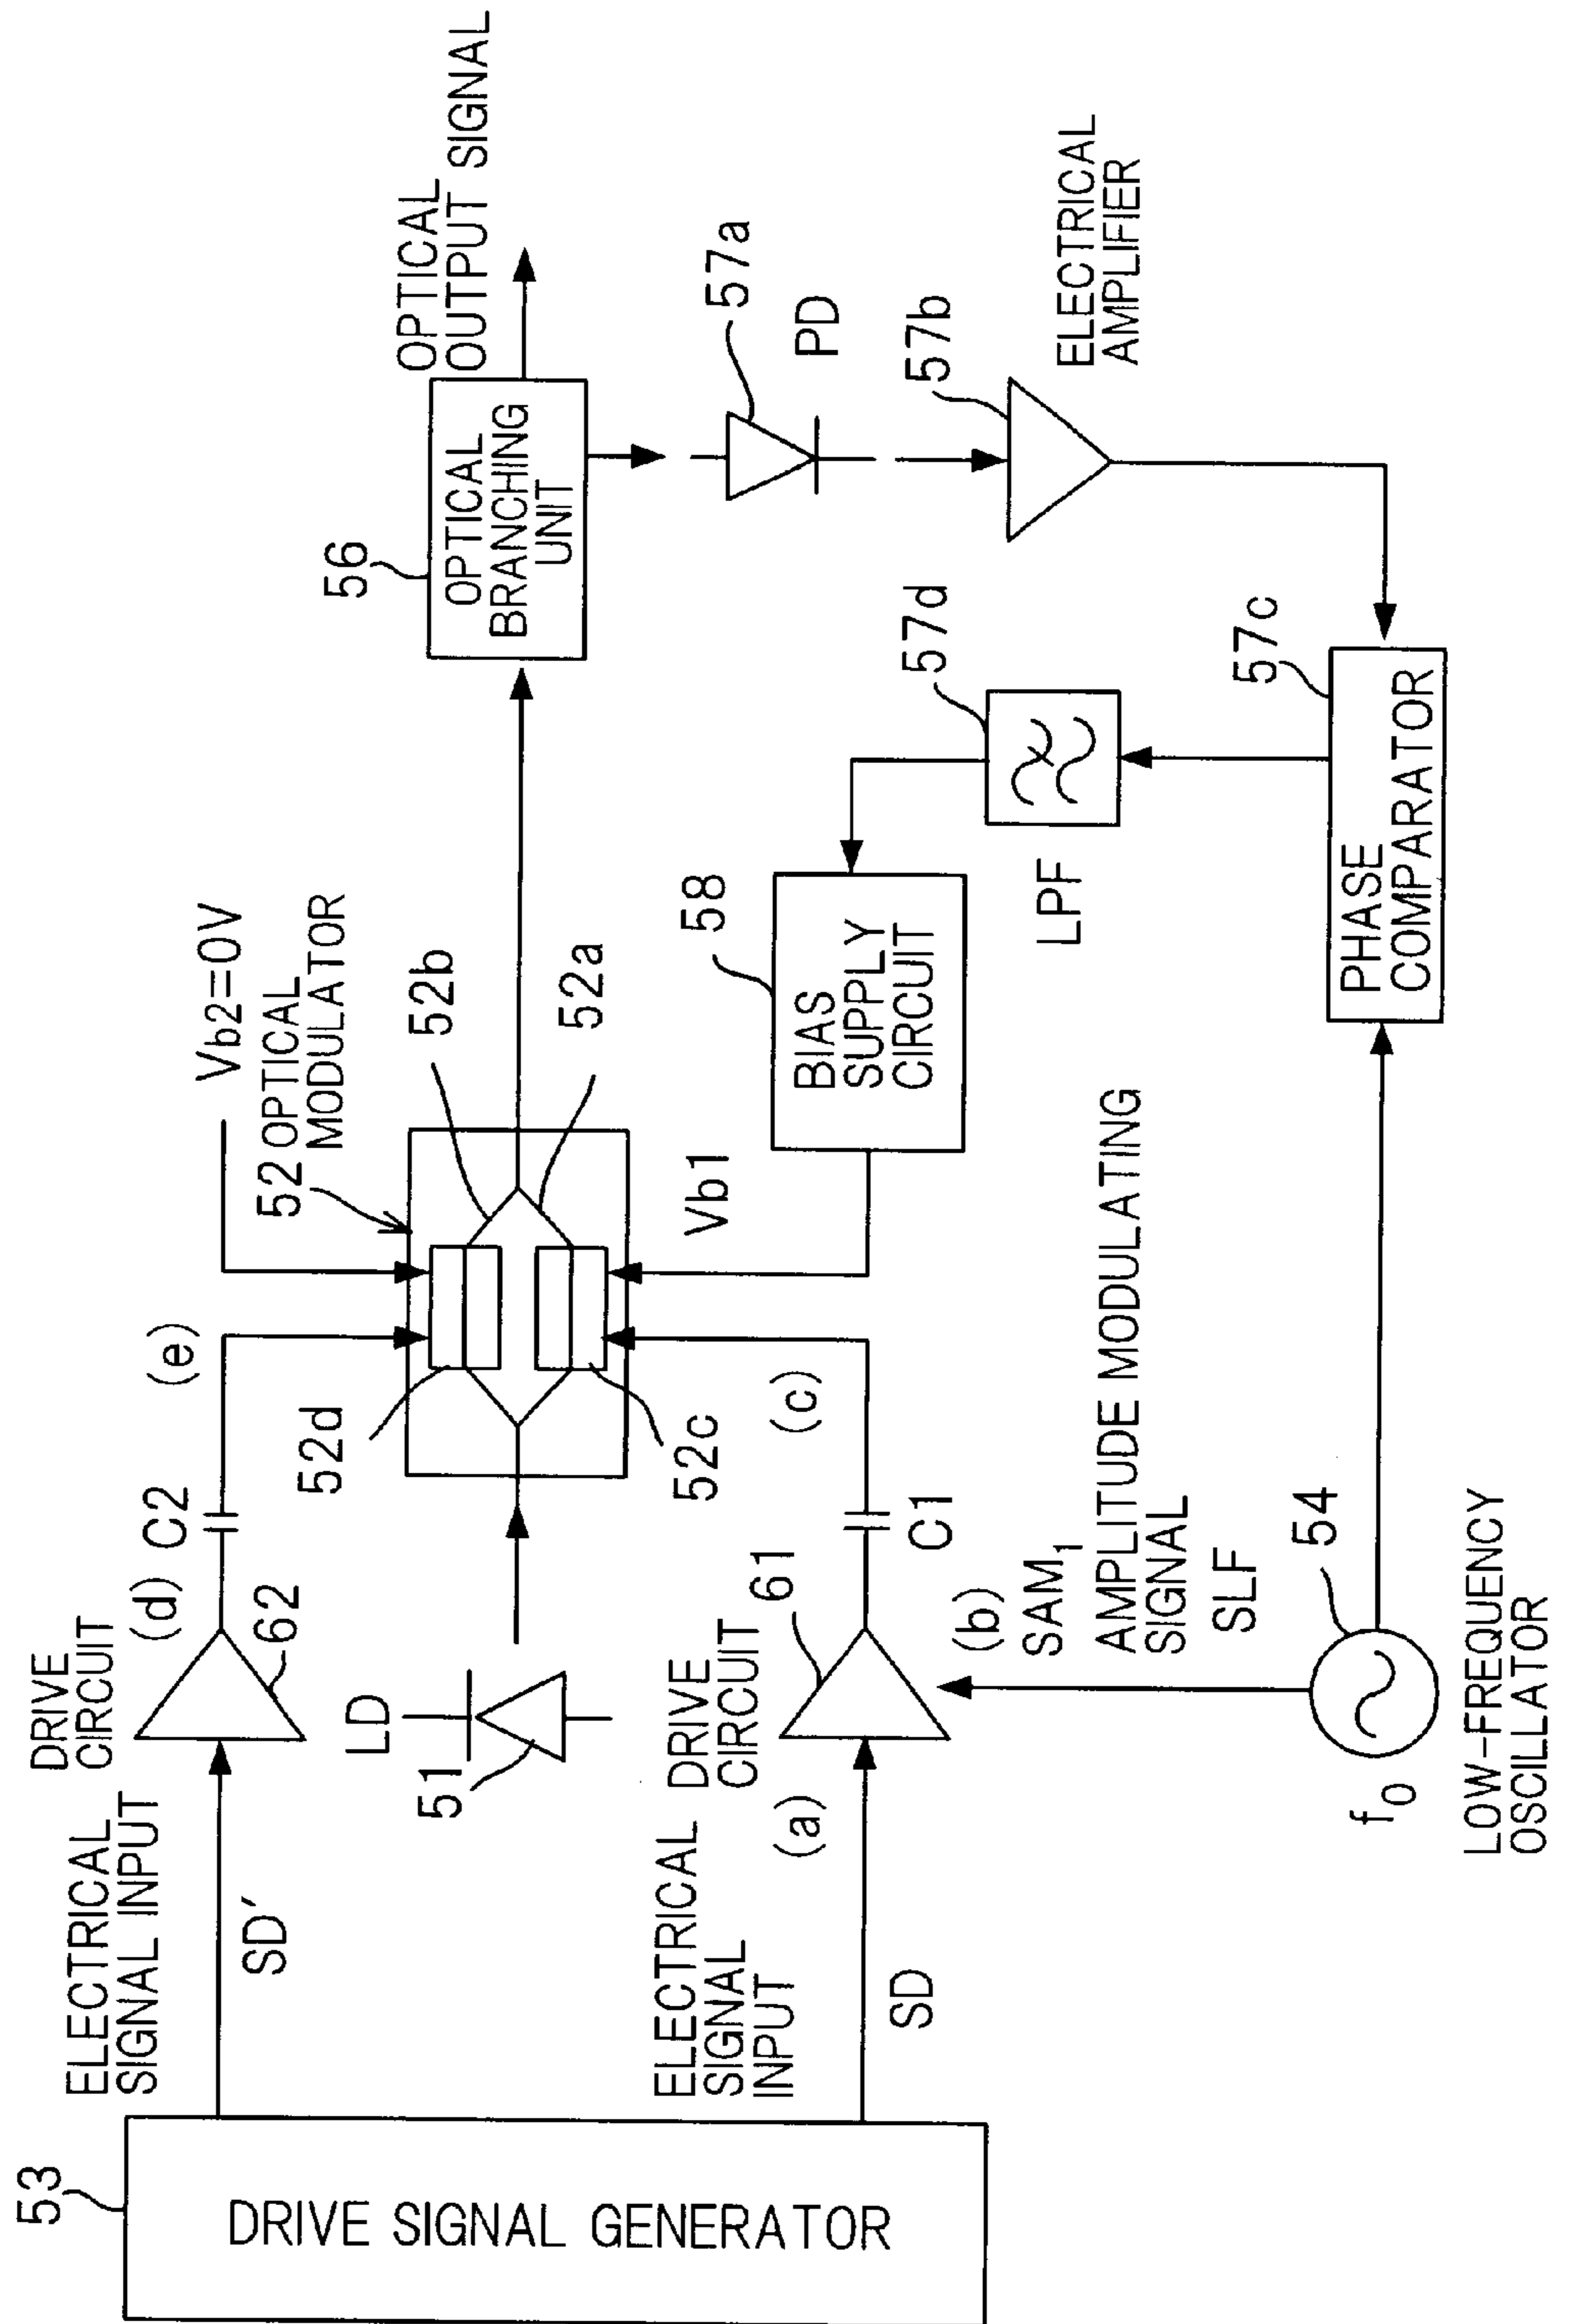 53
DRIVE SIGNAL GENERATOR
ELECTRICAL
SIGNAL INPUT
SD'
DRIVE
CIRCUIT
(d)
62
C2
(e)
Vb2=0V
52 OPTICAL
MODULATOR
52b
52a
52d
52c
LD
51
ELECTRICAL
SIGNAL
INPUT
SD
(a)
DRIVE
CIRCUIT
61
C1
(c)
Vb1
(b)
SAM1
AMPLITUDE MODULATING
SIGNAL
SLF
54
f0
LOW-FREQUENCY
OSCILLATOR
58
BIAS
SUPPLY
CIRCUIT
57d
LPF
57c
PHASE
COMPARATOR
56
OPTICAL
BRANCHING
UNIT
OPTICAL
OUTPUT SIGNAL
57a
PD
57b
ELECTRICAL
AMPLIFIER